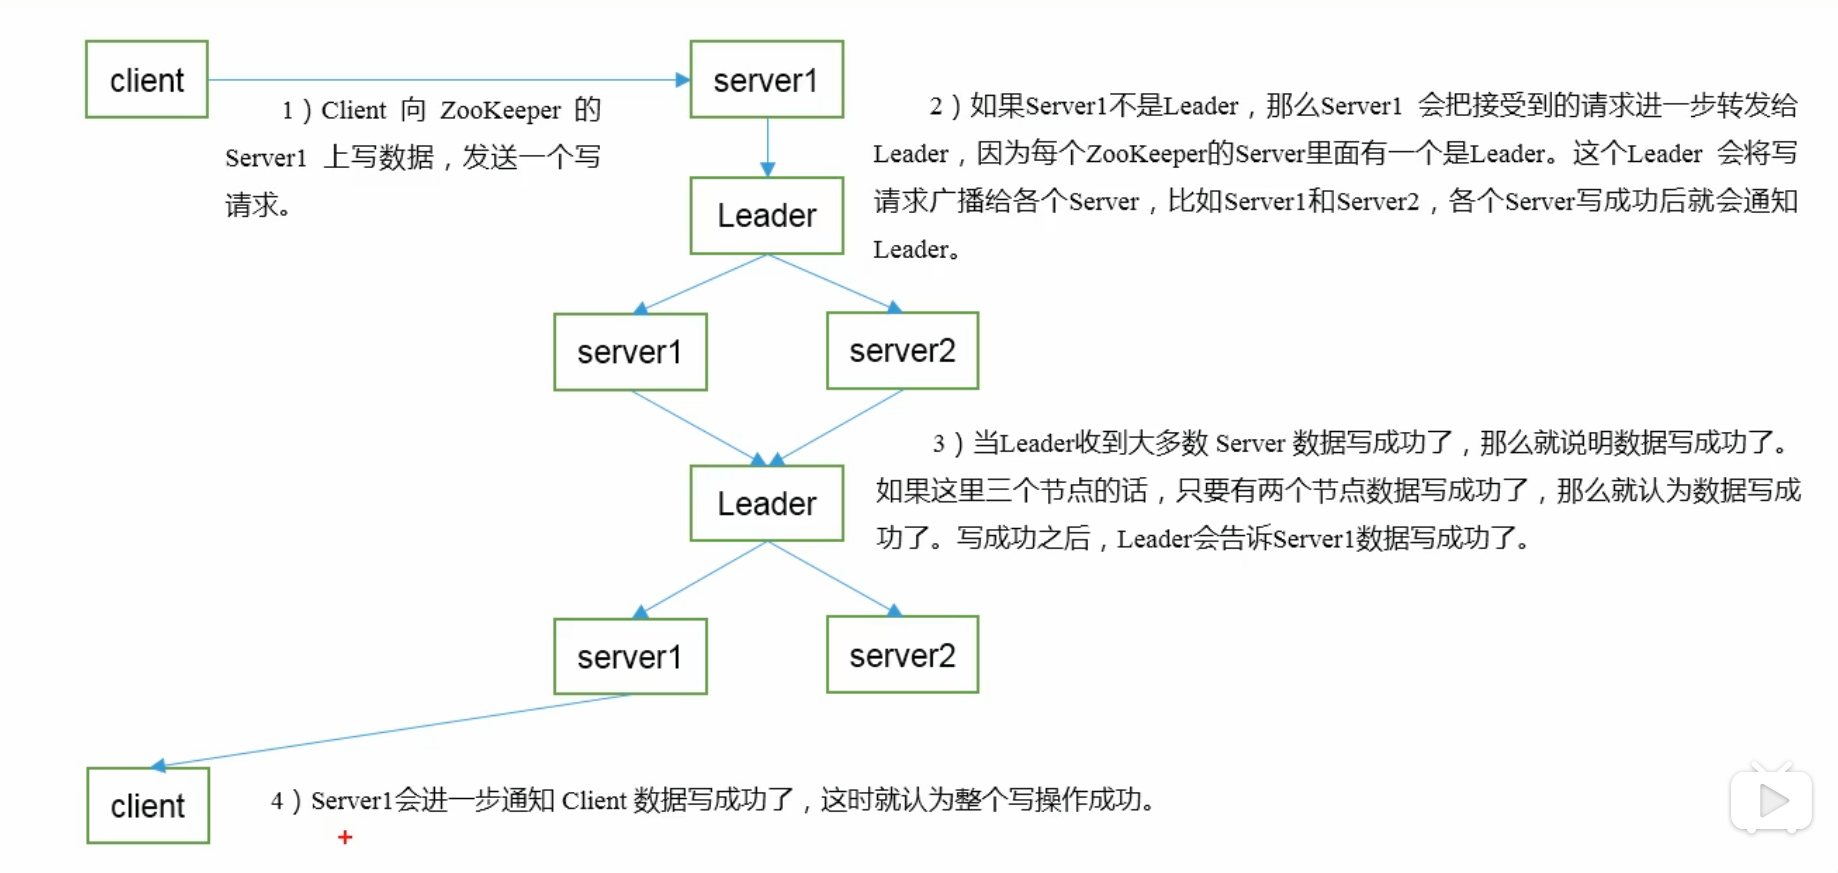 client
server1
1）Client 向 ZooKeeper 的
Server1 上写数据，发送一个写
请求。
2）如果Server1不是Leader，那么Server1 会把接受到的请求进一步转发给
Leader，因为每个ZooKeeper的Server里面有一个是Leader。这个Leader 会将写
请求广播给各个Server，比如Server1和Server2，各个Server写成功后就会通知
Leader。
Leader
server1
server2
3）当Leader收到大多数 Server 数据写成功了，那么就说明数据写成功了。
如果这里三个节点的话，只要有两个节点数据写成功了，那么就认为数据写成
功了。写成功之后，Leader会告诉Server1数据写成功了。
Leader
server1
server2
client
4）Server1会进一步通知 Client 数据写成功了，这时就认为整个写操作成功。